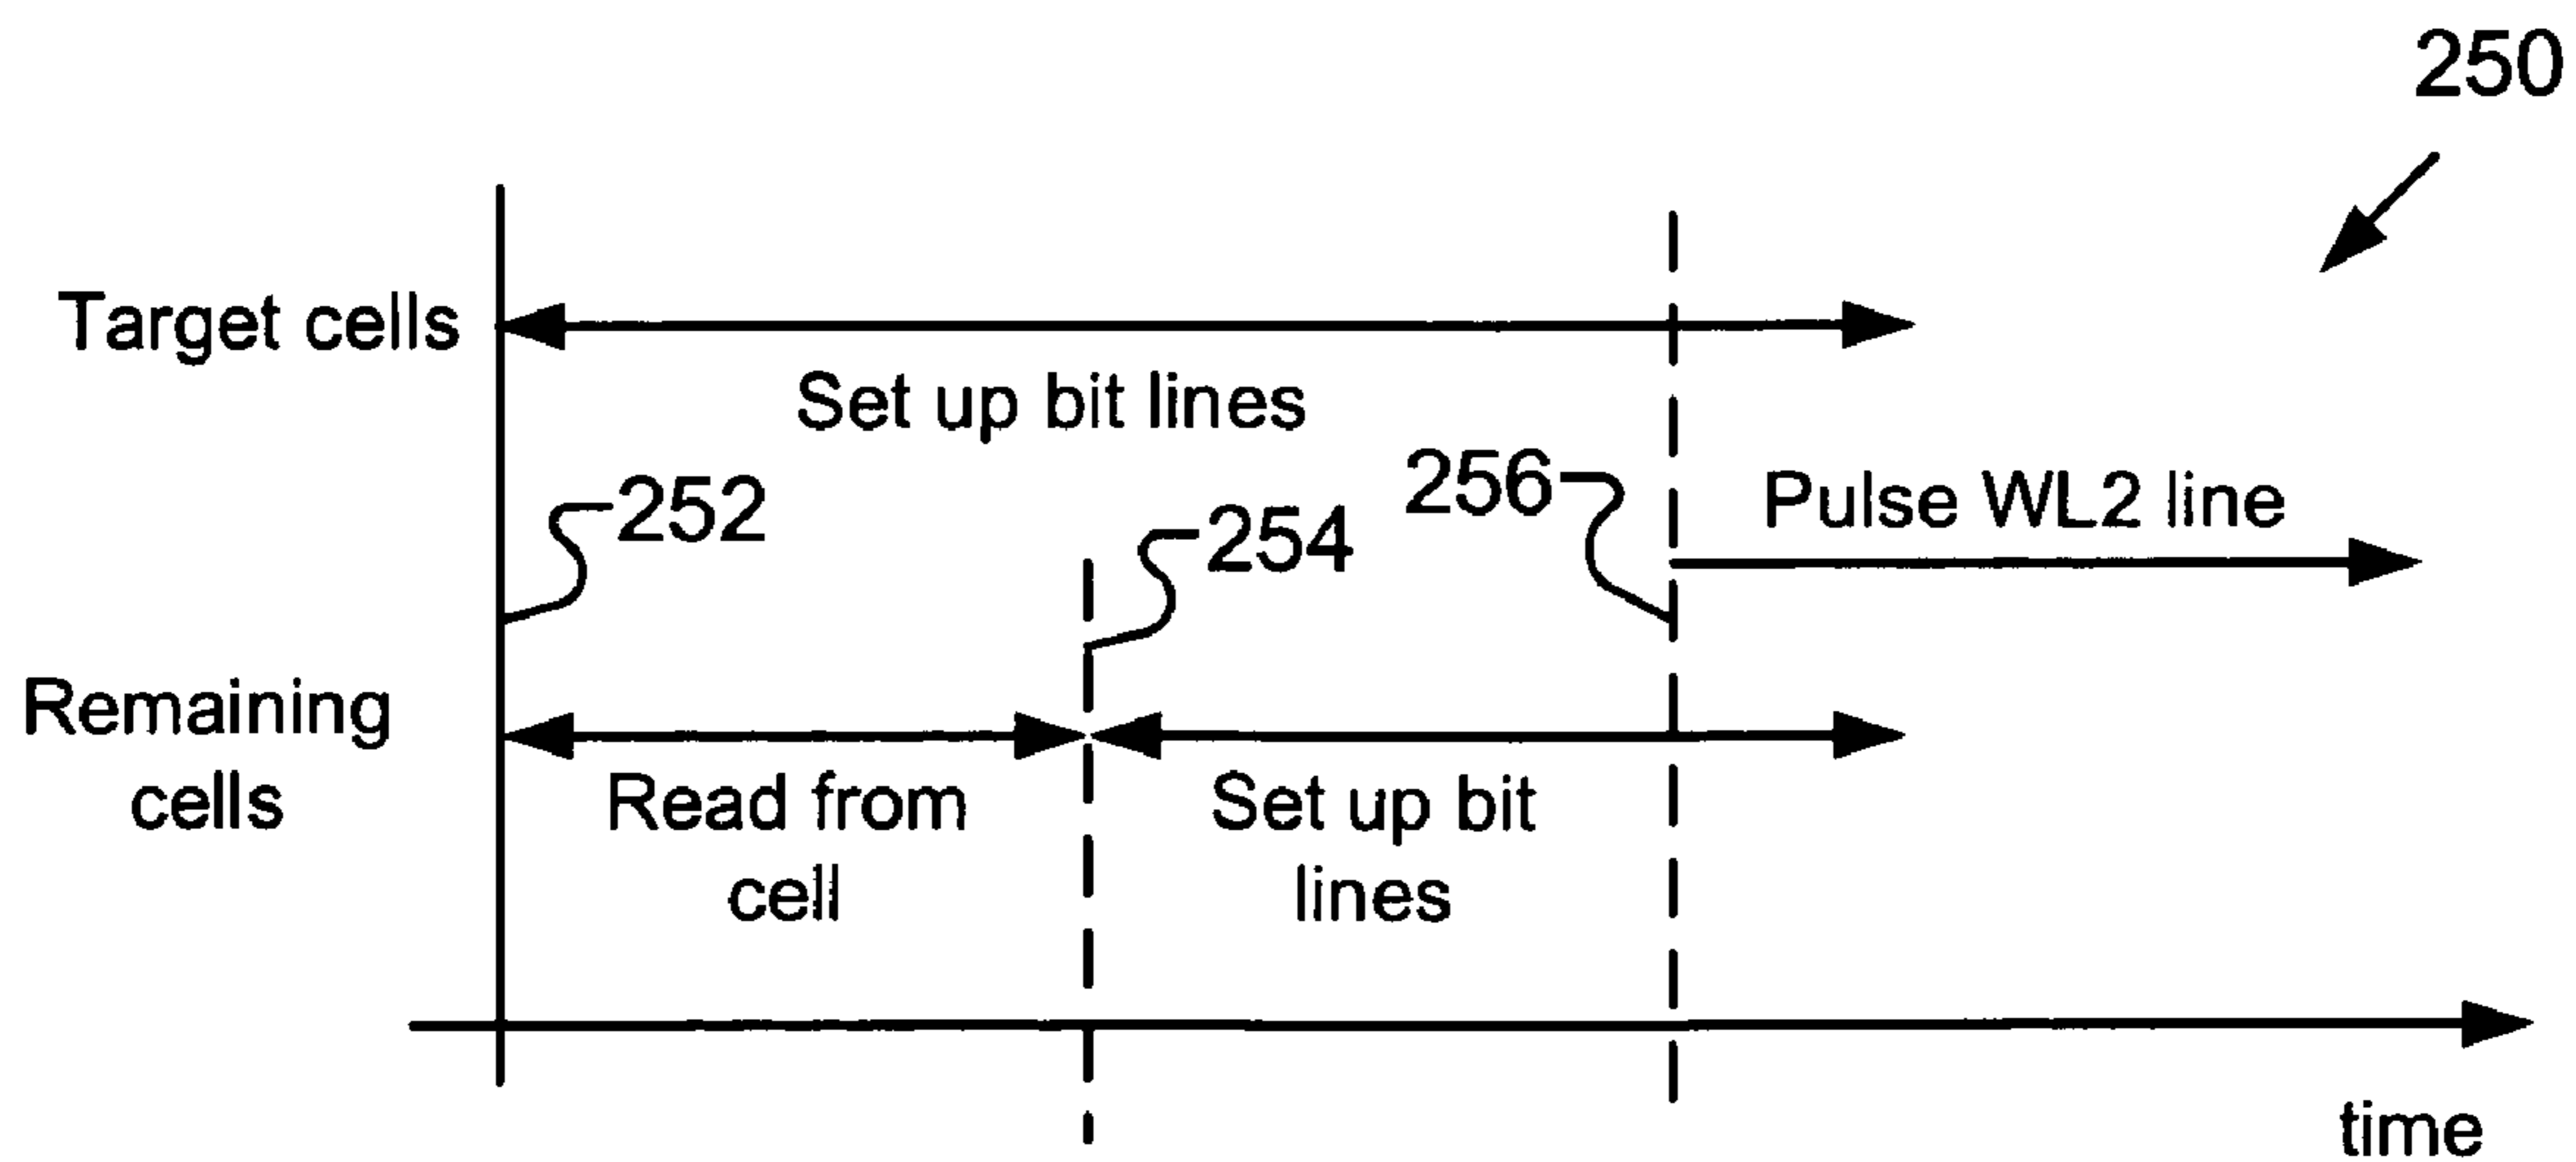 250
Target cells
Set up bit lines
252
254
256
Pulse WL2 line
Remaining
cells
Read from
cell
Set up bit
lines
time